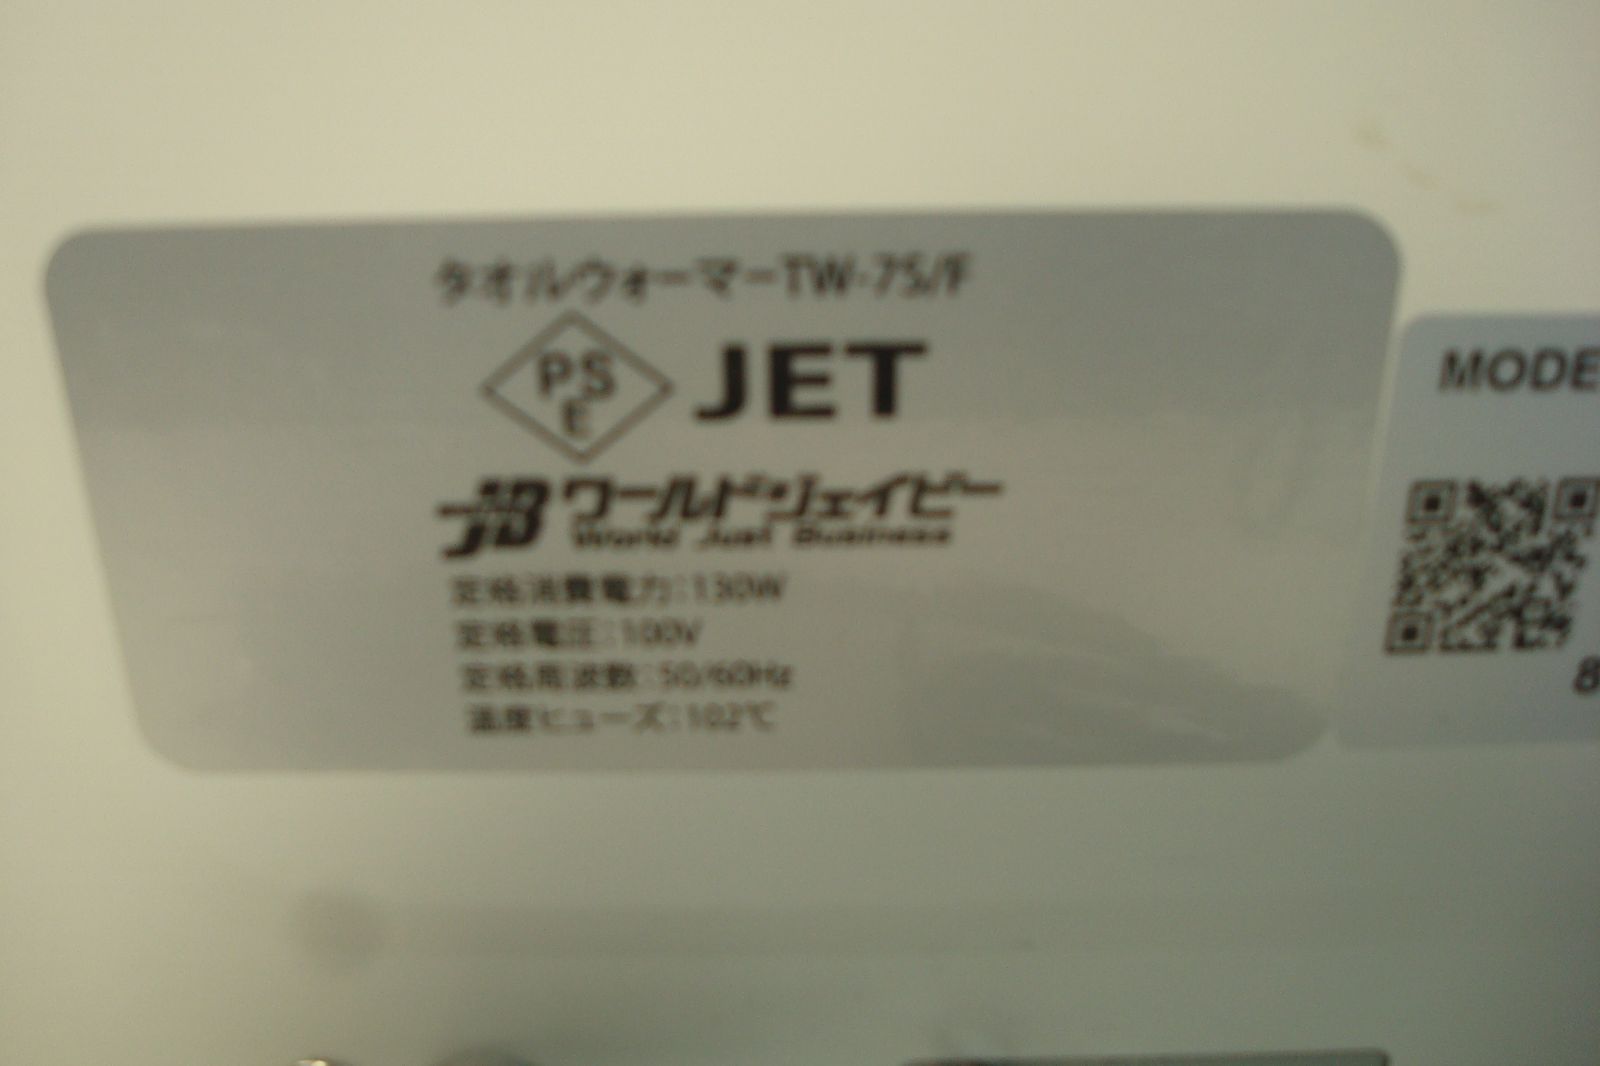 タオルウォーマーTW-7S/F
PSE JET
JB ワールド・ジェイビー
World Just Business
定格消費電力:130W
定格電圧:100V
定格周波数:50/60Hz
温度ヒューズ:102℃
MODE
8